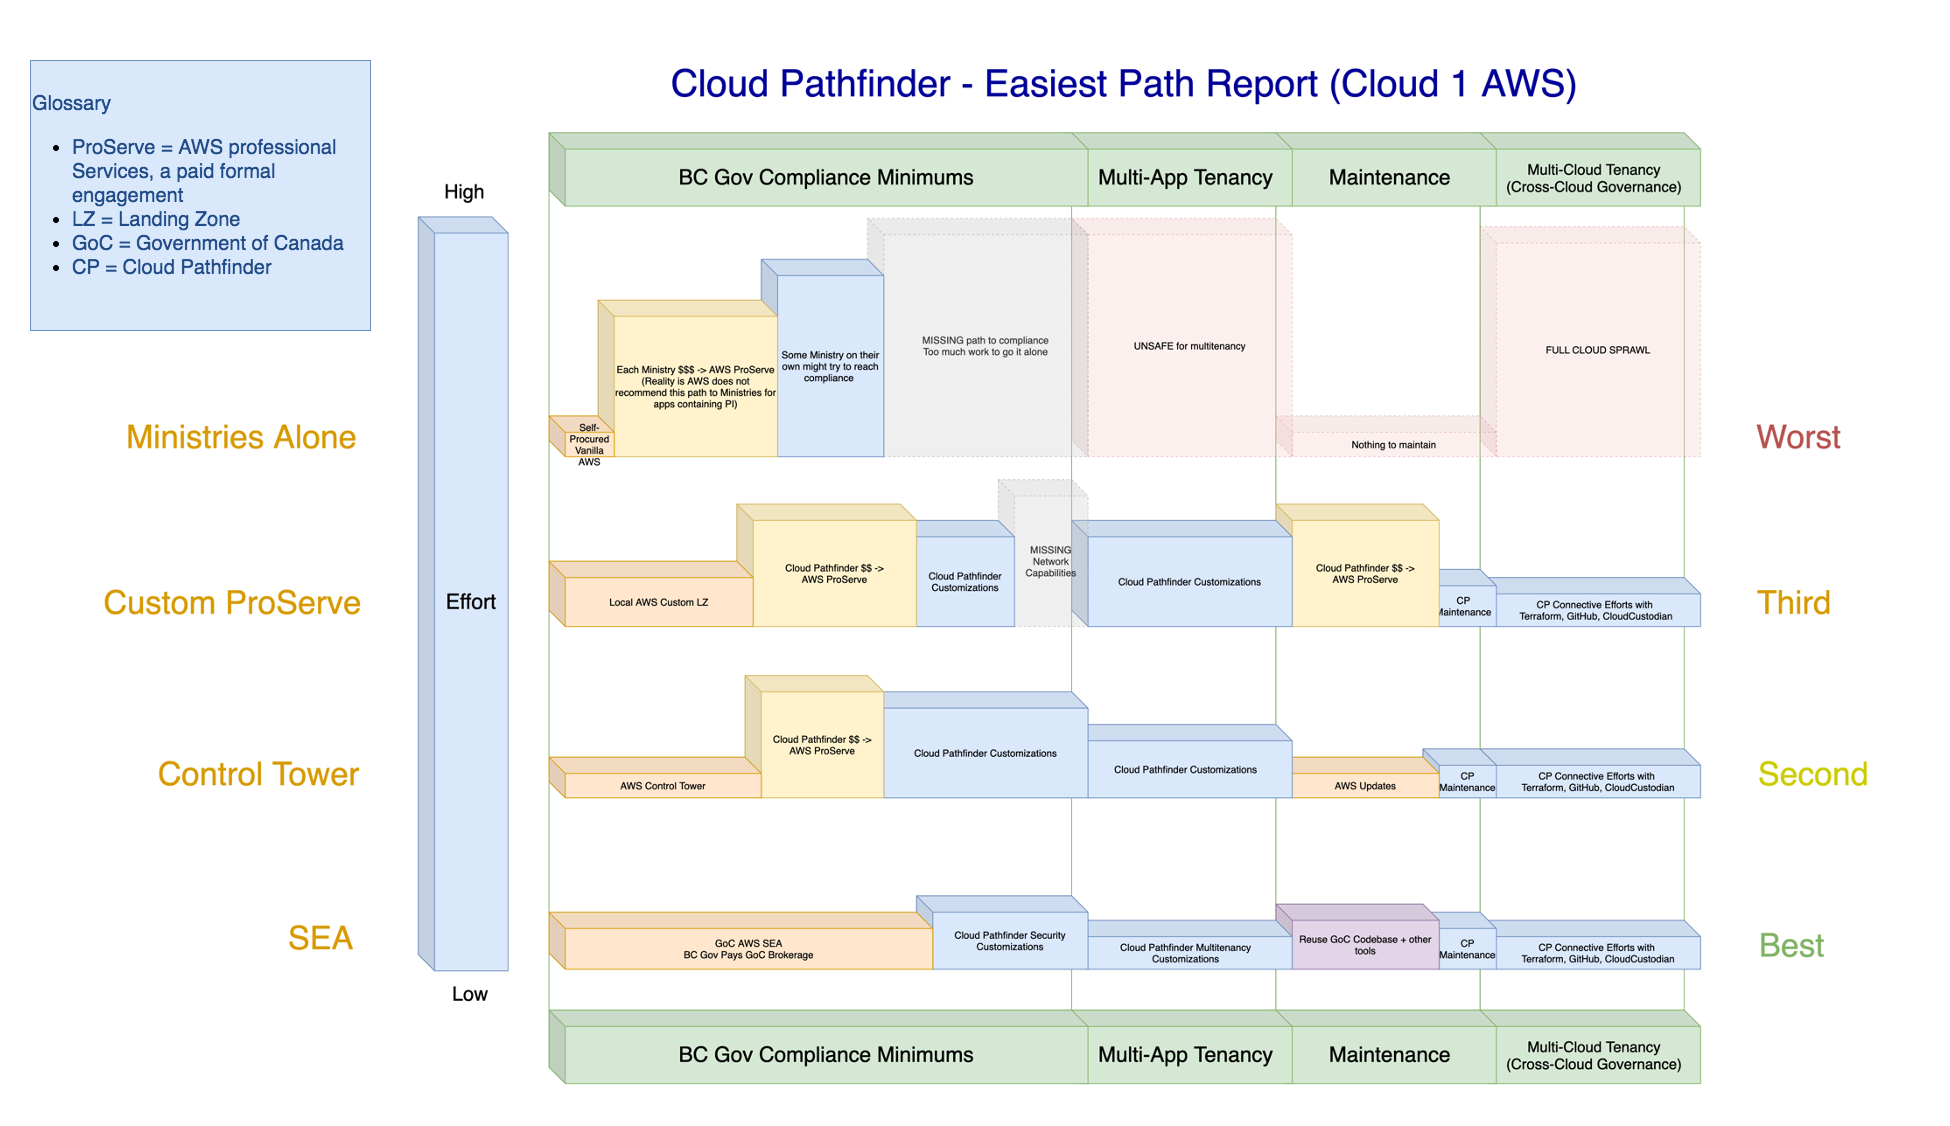 Cloud Pathfinder - Easiest Path Report (Cloud 1 AWS)
Glossary
ProServe = AWS professional
Services, a paid formal
engagement
LZ = Landing Zone
GoC = Government of Canada
CP = Cloud Pathfinder
High
Effort
Low
BC Gov Compliance Minimums
Multi-App Tenancy
Maintenance
Multi-Cloud Tenancy
(Cross-Cloud Governance)
Ministries Alone
Self-
Procured
Vanilla
AWS
Each Ministry $$$ -> AWS ProServe
(Reality is AWS does not
recommend this path to Ministries for
apps containing PI)
Some Ministry on their
own might try to reach
compliance
MISSING path to compliance
Too much work to go it alone
UNSAFE for multitenancy
Nothing to maintain
FULL CLOUD SPRAWL
Worst
Custom ProServe
Local AWS Custom LZ
Cloud Pathfinder $$ ->
AWS ProServe
Cloud Pathfinder
Customizations
MISSING
Network
Capabilities
Cloud Pathfinder Customizations
Cloud Pathfinder $$ ->
AWS ProServe
CP
Maintenance
CP Connective Efforts with
Terraform, GitHub, CloudCustodian
Third
Control Tower
AWS Control Tower
Cloud Pathfinder $$ ->
AWS ProServe
Cloud Pathfinder Customizations
Cloud Pathfinder Customizations
AWS Updates
CP
Maintenance
CP Connective Efforts with
Terraform, GitHub, CloudCustodian
Second
SEA
GoC AWS SEA
BC Gov Pays GoC Brokerage
Cloud Pathfinder Security
Customizations
Cloud Pathfinder Multitenancy
Customizations
Reuse GoC Codebase + other
tools
CP
Maintenance
CP Connective Efforts with
Terraform, GitHub, CloudCustodian
Best
BC Gov Compliance Minimums
Multi-App Tenancy
Maintenance
Multi-Cloud Tenancy
(Cross-Cloud Governance)